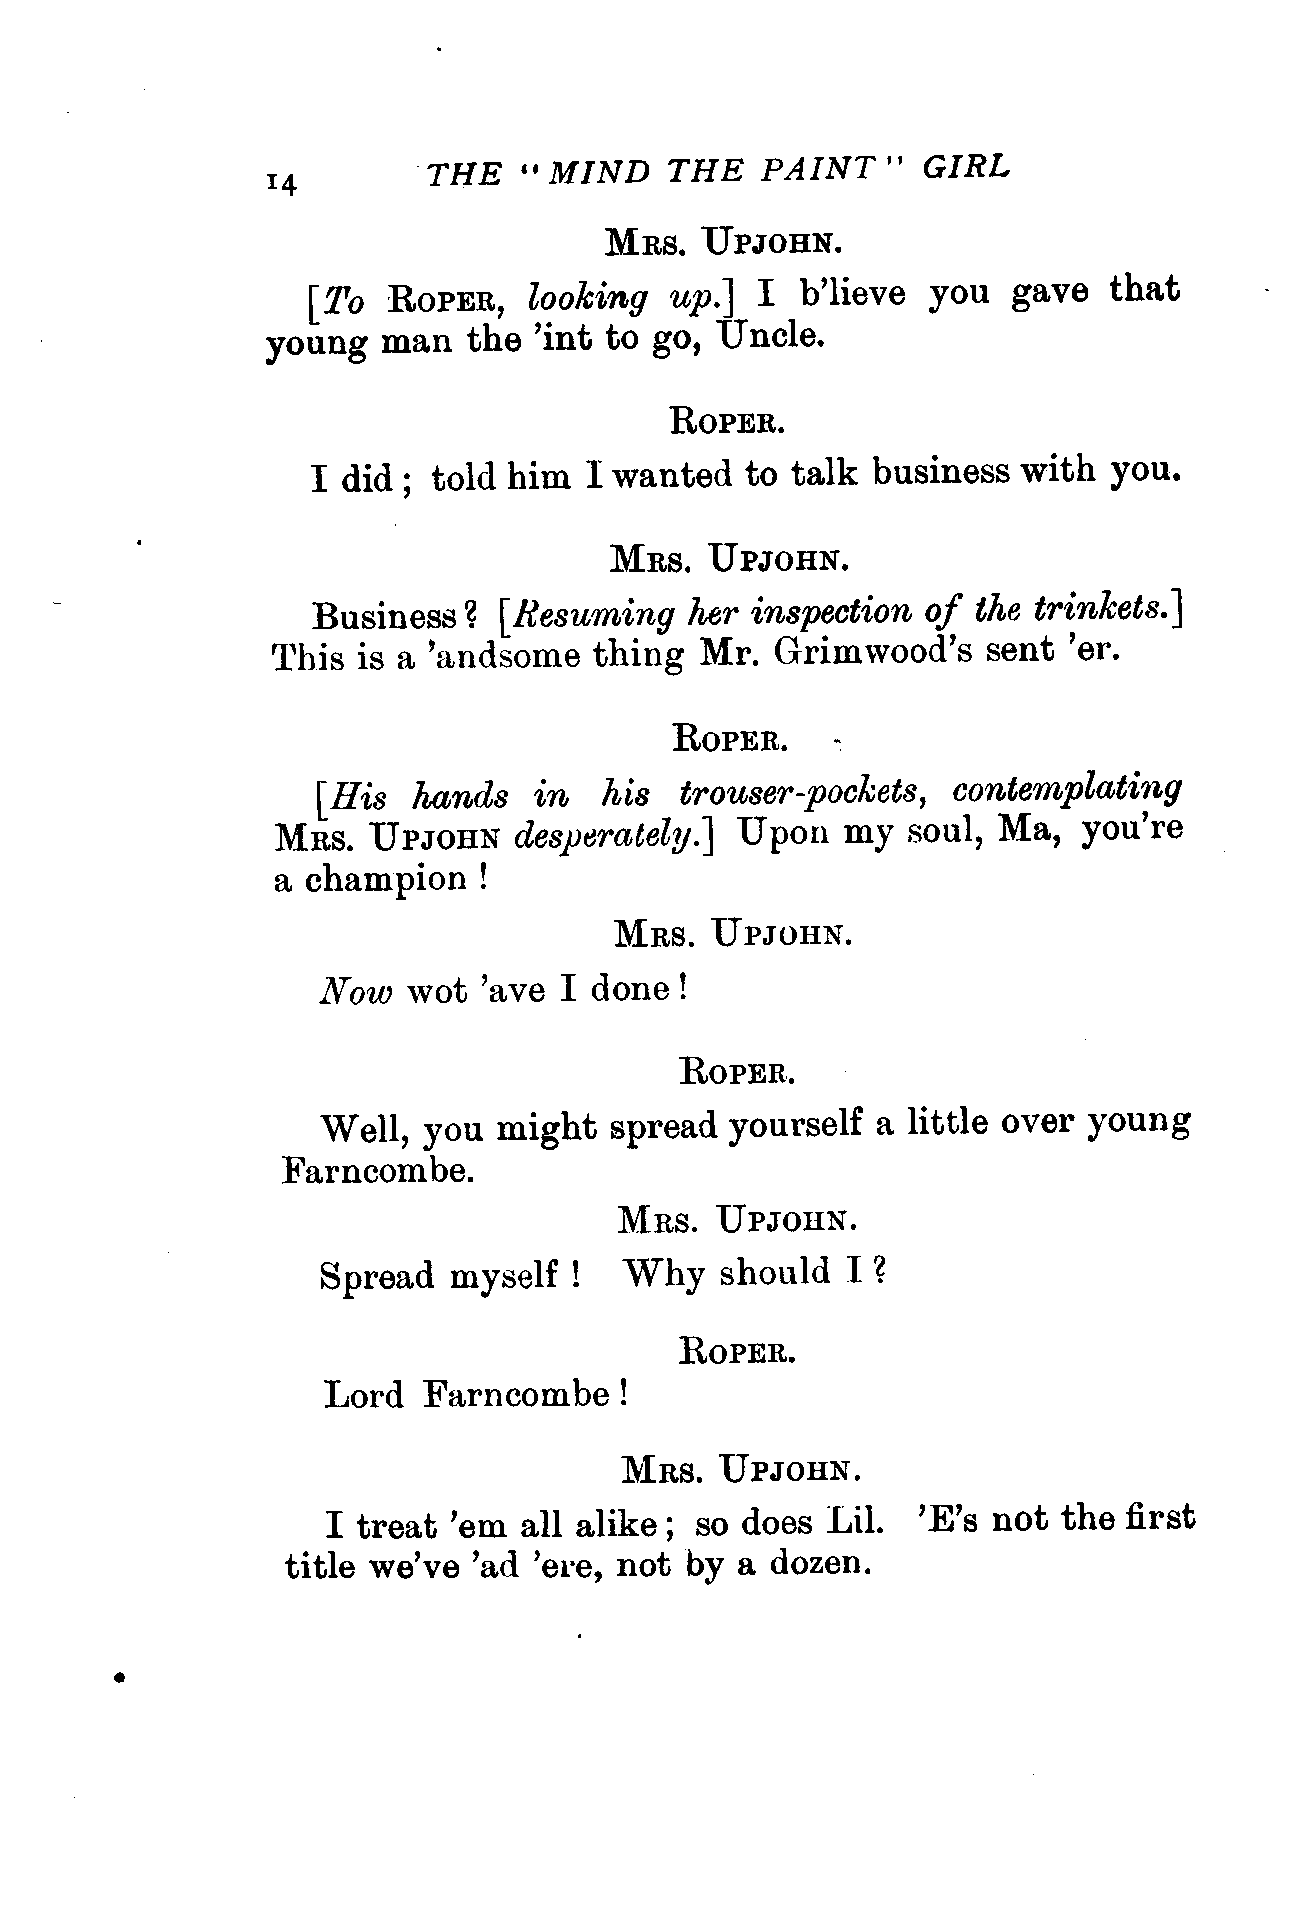 14 THE "MIND THE PAINT" GIRL
MRS. UPJOHN.
[To ROPER, looking up.] I b'lieve you gave that
young man the 'int to go, Uncle.
ROPER.
I did; told him I wanted to talk business with you.
MRS. UPJOHN.
Business? [Resuming her inspection of the trinkets.]
This is a 'andsome thing Mr. Grimwood's sent 'er.
ROPER.
[His hands in his trouser-pockets, contemplating
MRS. UPJOHN desperately.] Upon my soul, Ma, you're
a champion!
MRS. UPJOHN.
Now wot 'ave I done!
ROPER.
Well, you might spread yourself a little over young
Farncombe.
MRS. UPJOHN.
Spread myself! Why should I?
ROPER.
Lord Farncombe!
MRS. UPJOHN.
I treat 'em all alike; so does Lil. 'E's not the first
title we've 'ad 'ere, not by a dozen.